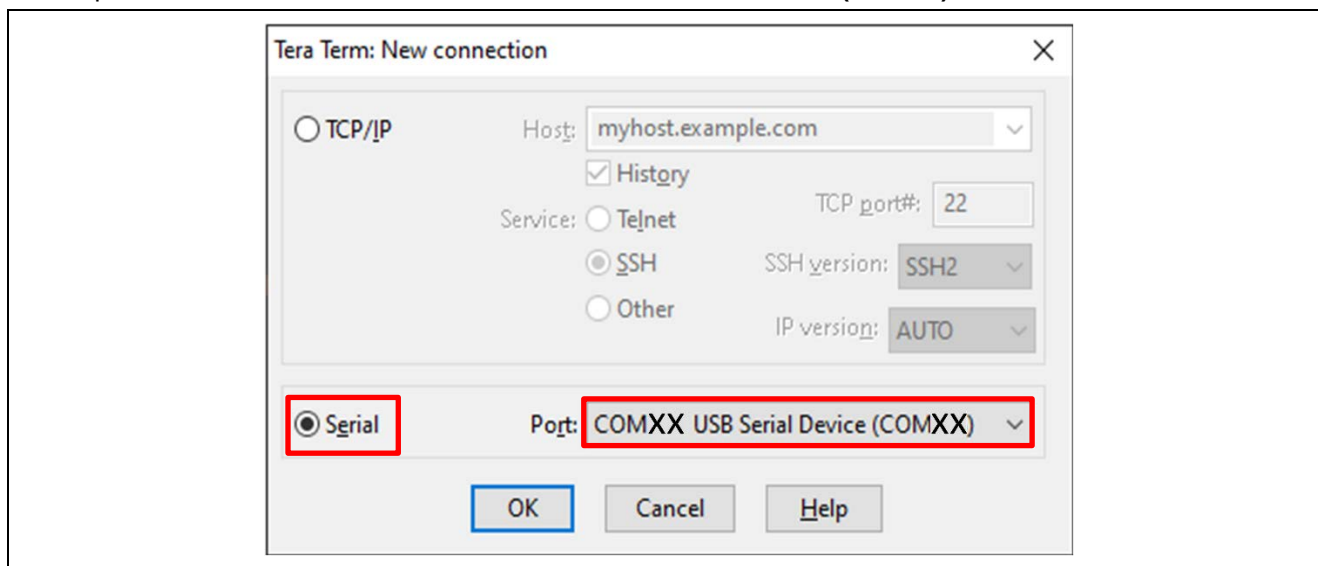 Tera Term: New connection
TCP/IP
Host: myhost.example.com
History
Service: Telnet
TCP port#: 22
SSH
SSH version: SSH2
Other
IP version: AUTO
Serial
Port: COMXX USB Serial Device (COMXX)
OK Cancel Help